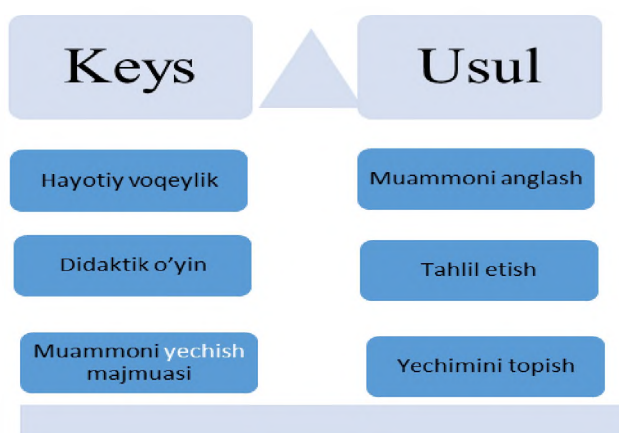 Keys
Usul
Hayotiy voqeylik
Muammoni anglash
Didaktik o’yin
Tahlil etish
Muammoni yechish
majmuasi
Yechimini topish